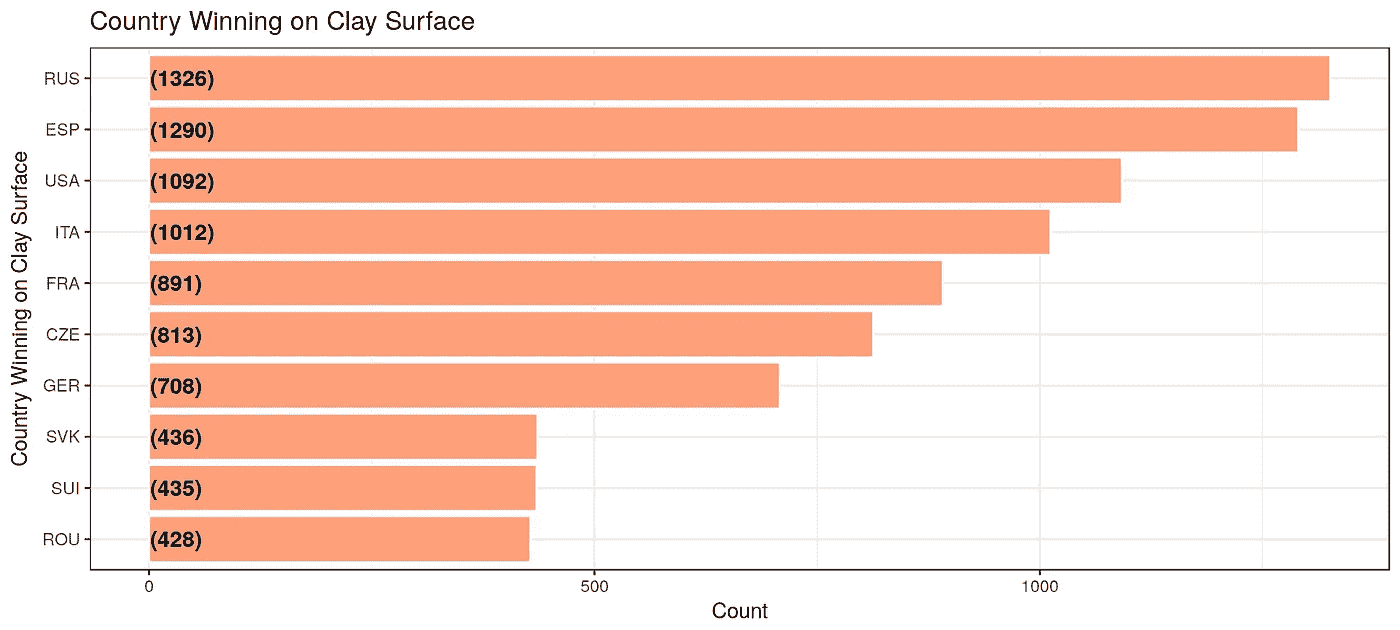 Country Winning on Clay Surface
Country Winning on Clay Surface
RUS (1326)
ESP (1290)
USA (1092)
ITA (1012)
FRA (891)
CZE (813)
GER (708)
SVK (436)
SUI (435)
ROU (428)
0 500 1000
Count